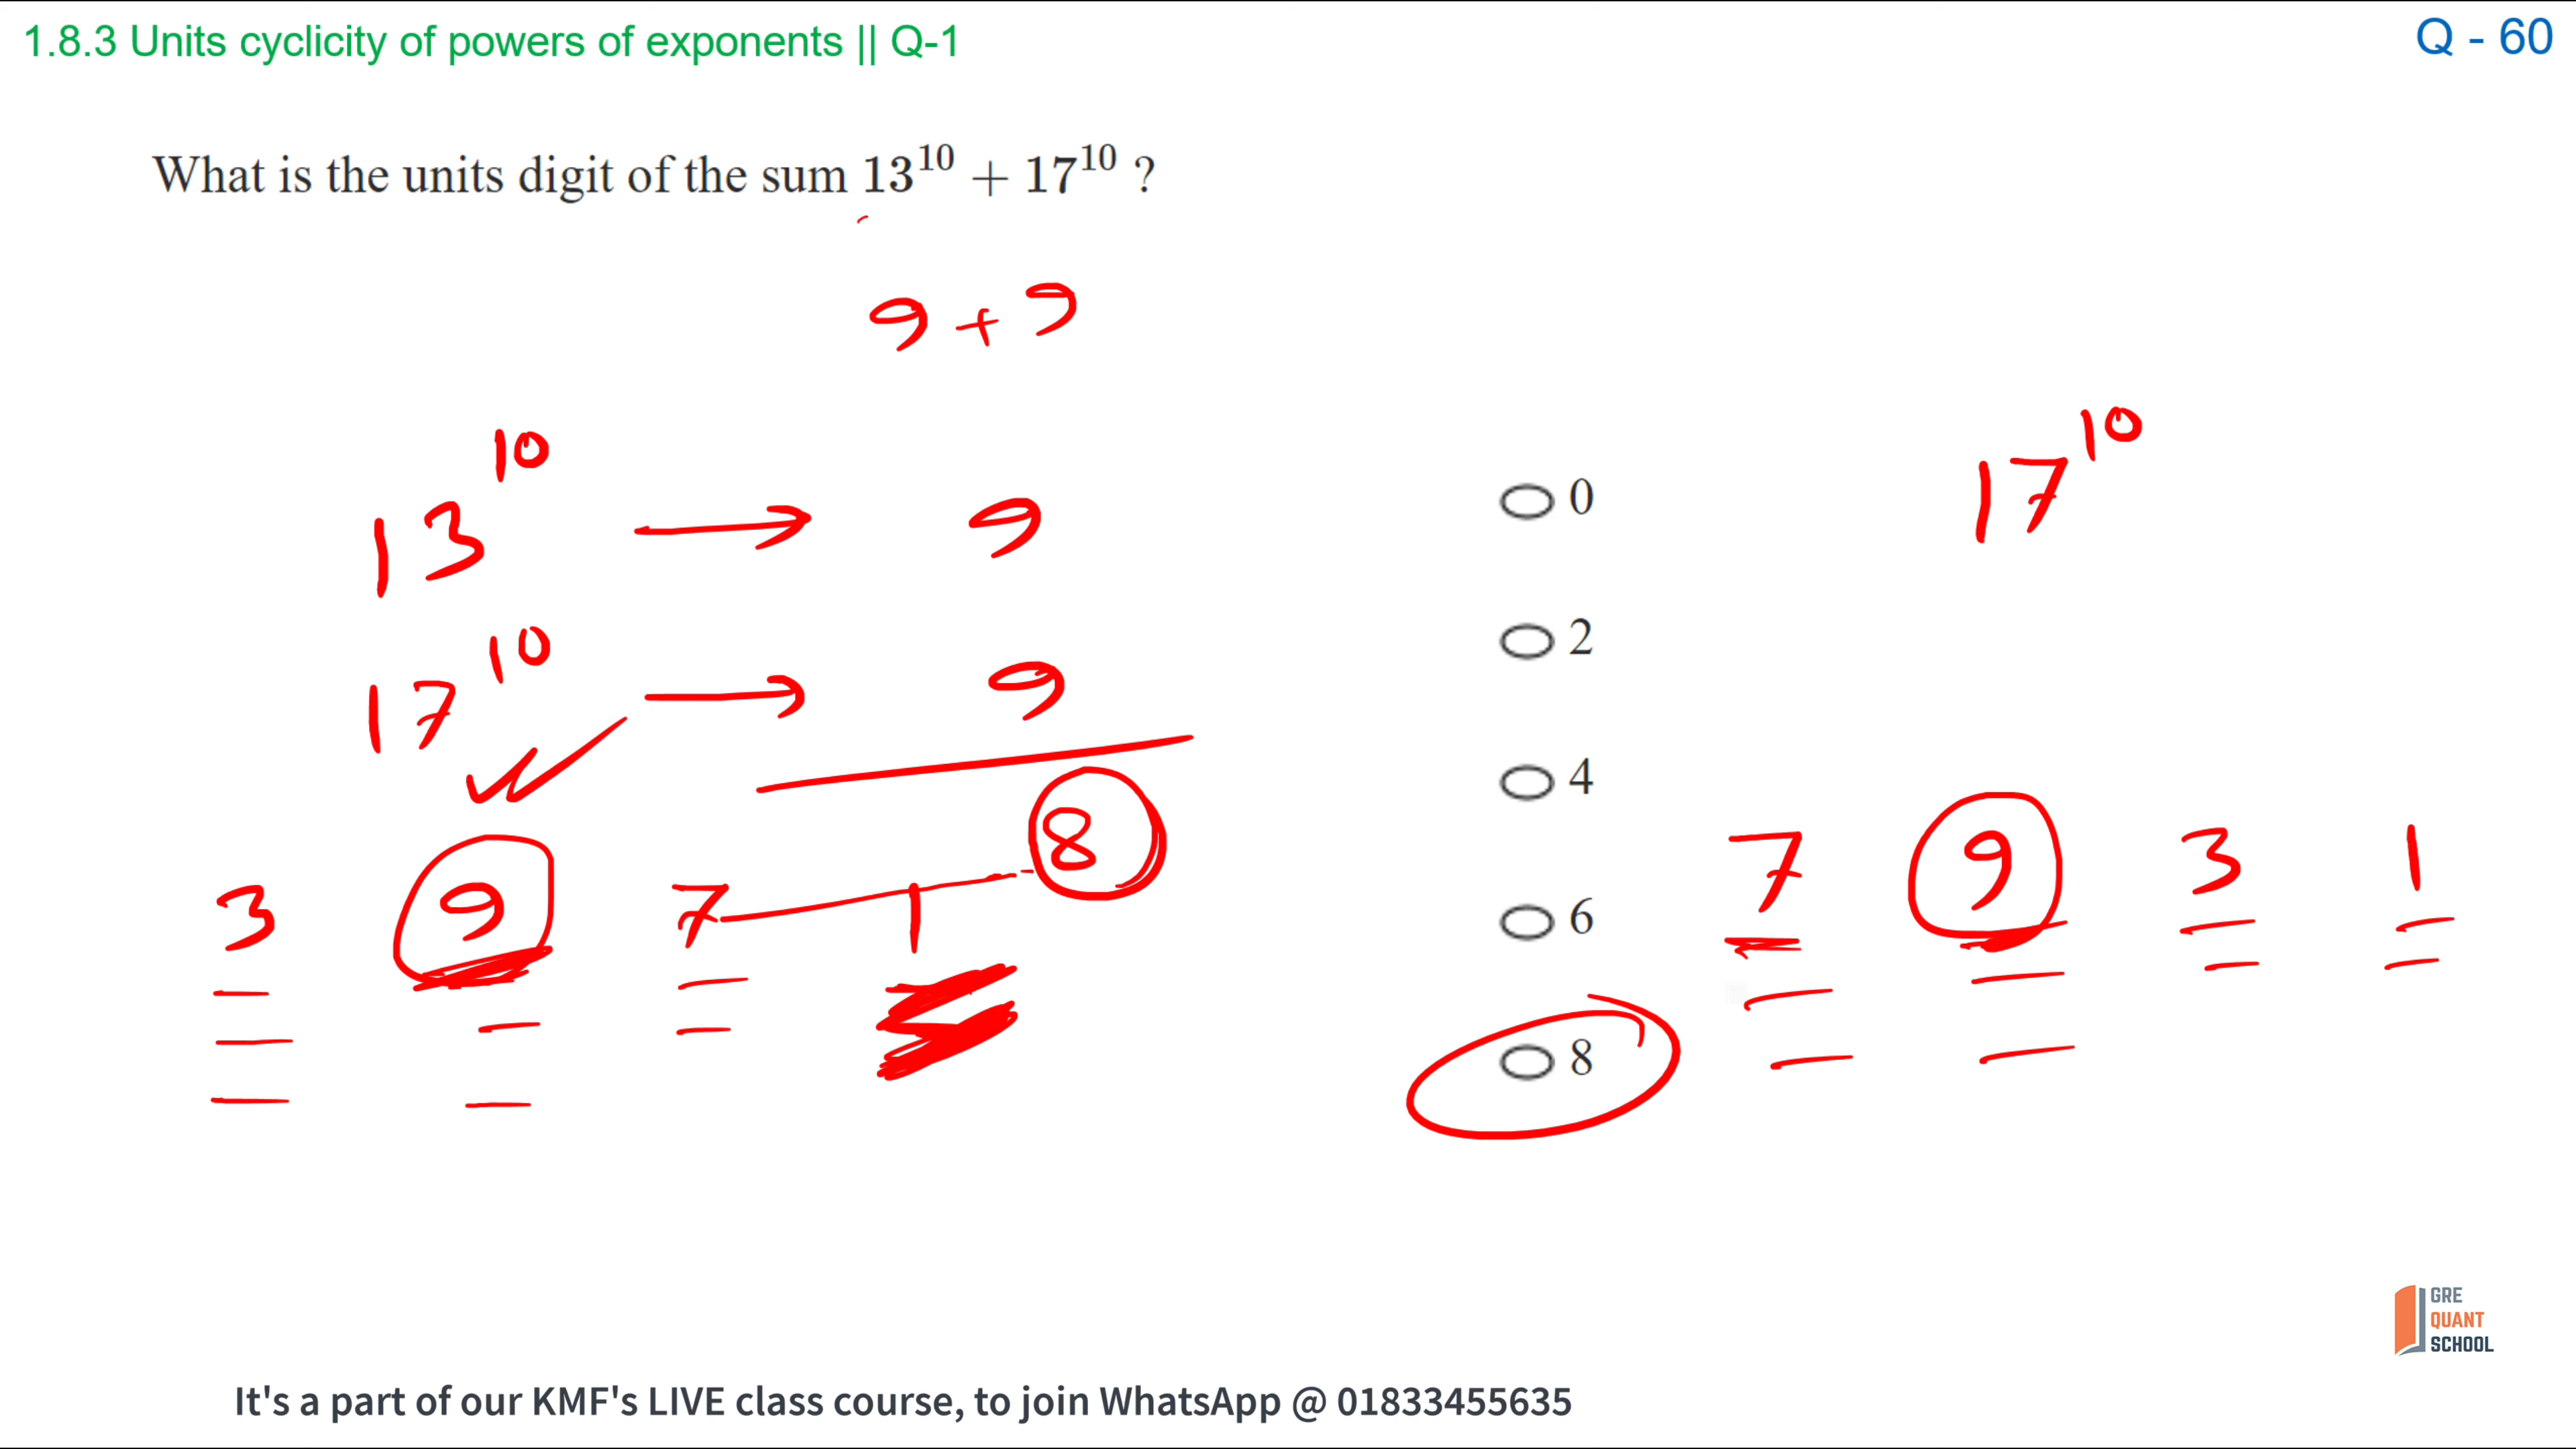 1.8.3 Units cyclicity of powers of exponents || Q-1
Q - 60
What is the units digit of the sum 13^10 + 17^10 ?
9 + 9
13^10 → 9
17^10 → 9
8
3 9 7 1
0
2
4
6
8
17^10
7 9 3 1
GRE
QUANT
SCHOOL
It's a part of our KMF's LIVE class course, to join WhatsApp @ 01833455635